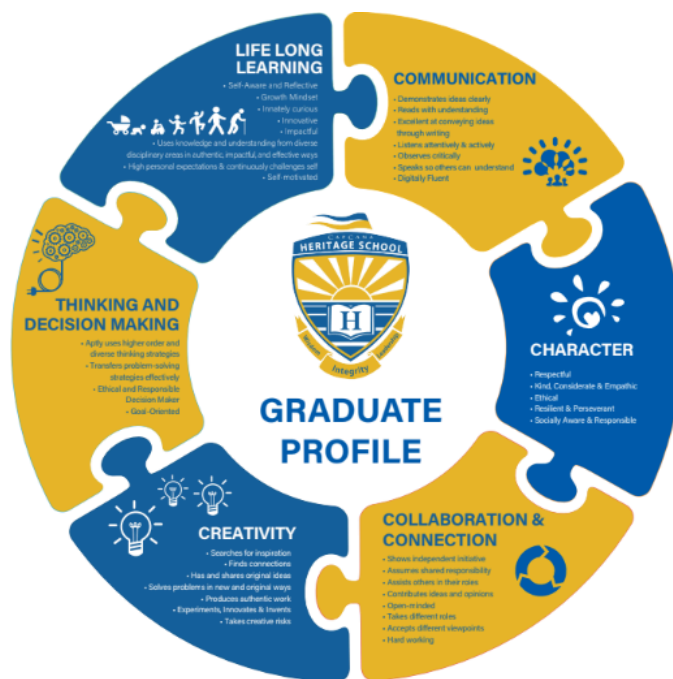 LIFE LONG
LEARNING
• Self-Aware and Reflective
• Growth Mindset
• Innately curious
• Innovative
• Impactful
• Uses knowledge and understanding from diverse
disciplinary areas in authentic, impactful, and effective ways
• High personal expectations & continuously challenges self
• Self-motivated
COMMUNICATION
• Demonstrates ideas clearly
• Reads with understanding
• Excellent at conveying ideas
through writing
• Listens attentively & actively
• Observes critically
• Speaks so others can understand
• Digitally Fluent
CHARACTER
• Respectful
• Kind, Considerate & Empathic
• Ethical
• Resilient & Perseverant
• Socially Aware & Responsible
COLLABORATION &
CONNECTION
• Shows independent initiative
• Assumes shared responsibility
• Assists others in their roles
• Contributes ideas and opinions
• Open-minded
• Takes different roles
• Accepts different viewpoints
• Hard working
CREATIVITY
• Searches for inspiration
• Finds connections
• Has and shares original ideas
• Solves problems in new and original ways
• Produces authentic work
• Experiments, Innovates & Invents
• Takes creative risks
THINKING AND
DECISION MAKING
• Aptly uses higher order and
diverse thinking strategies
• Transfers problem-solving
strategies effectively
• Ethical and Responsible
Decision Maker
• Goal-Oriented
HERITAGE SCHOOL
H
Wisdom
Integrity
Leadership
GRADUATE
PROFILE